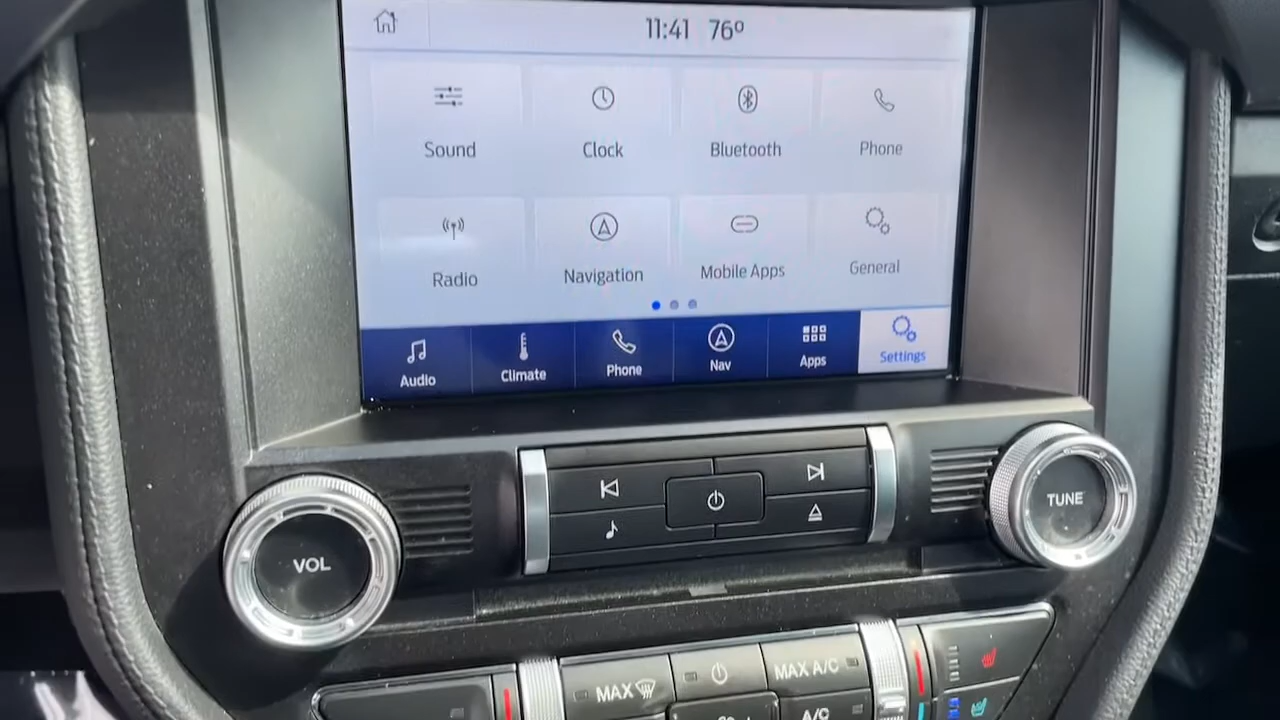 11:41 76º
Sound Clock Bluetooth Phone
Radio Navigation Mobile Apps General
Audio Climate Phone Nav Apps Settings
VOL
TUNE
MAX
MAX A/C
A/C